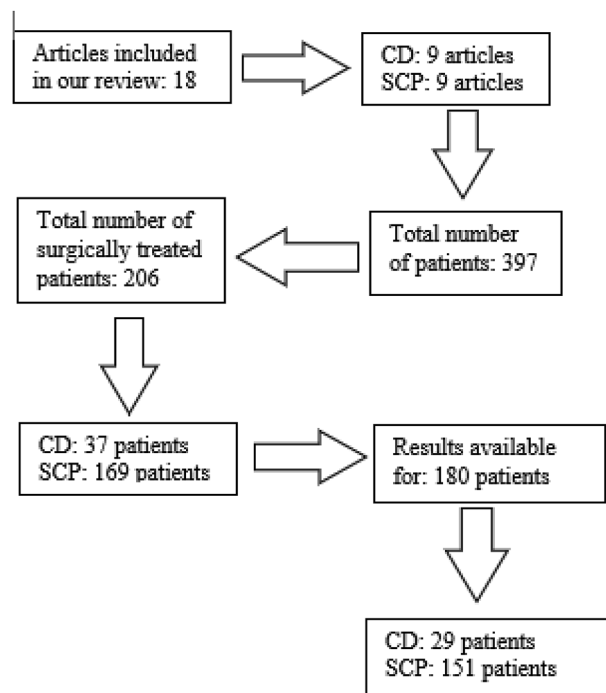 Articles included
in our review: 18
CD: 9 articles
SCP: 9 articles
Total number
of patients: 397
Total number of
surgically treated
patients: 206
CD: 37 patients
SCP: 169 patients
Results available
for: 180 patients
CD: 29 patients
SCP: 151 patients